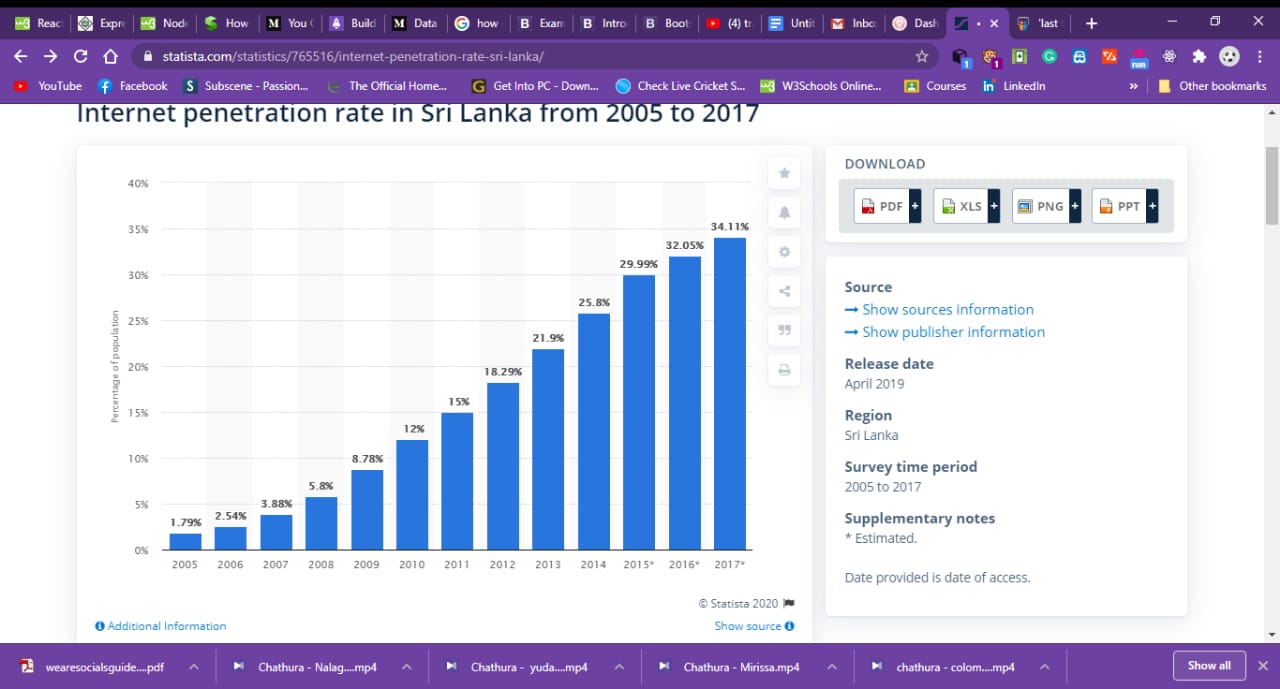 Reac
Expre
Node
How
You C
Build
Data
how
Exam
Intro
Boot
(4) tr
Untit
Inbo
Dash
'last
statista.com/statistics/765516/internet-penetration-rate-sri-lanka/
1
1
run
YouTube
Facebook
Subscene - Passion...
The Official Home...
Get Into PC - Down...
Check Live Cricket S...
W3Schools Online...
Courses
LinkedIn
»
Other bookmarks
Internet penetration rate in Sri Lanka from 2005 to 2017
Percentage of population
40%
35%
30%
25%
20%
15%
10%
5%
0%
1.79%
2.54%
3.88%
5.8%
8.78%
12%
15%
18.29%
21.9%
25.8%
29.99%
32.05%
34.11%
2005 2006 2007 2008 2009 2010 2011 2012 2013 2014 2015* 2016* 2017*
© Statista 2020
Additional Information
Show source
DOWNLOAD
PDF +
XLS +
PNG +
PPT +
Source
→ Show sources information
→ Show publisher information
Release date
April 2019
Region
Sri Lanka
Survey time period
2005 to 2017
Supplementary notes
* Estimated.
Date provided is date of access.
wearesocialsguide....pdf
Chathura - Nalag....mp4
Chathura - yuda....mp4
Chathura - Mirissa.mp4
chathura - colom....mp4
Show all